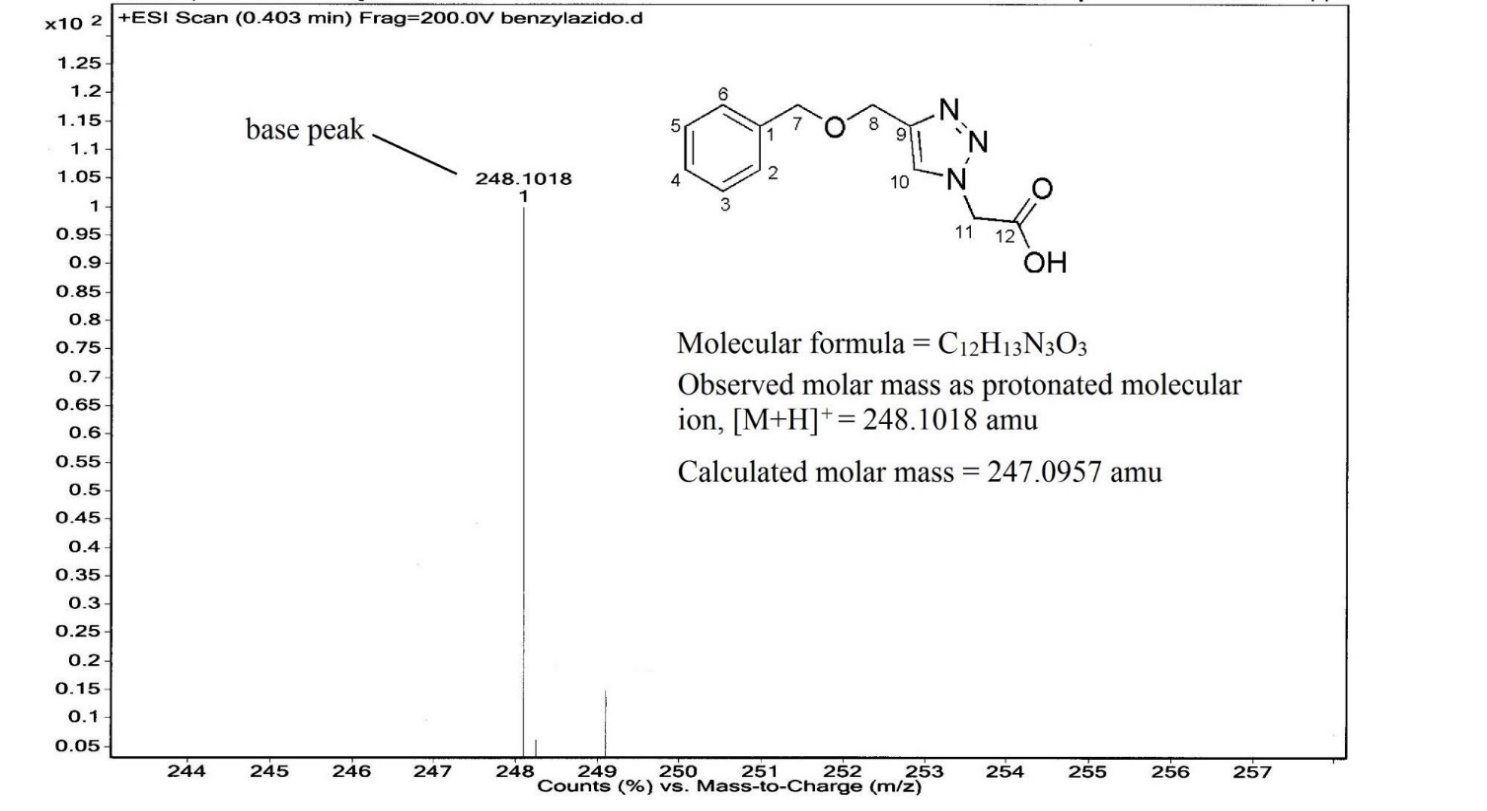 x10 2
+ESI Scan (0.403 min) Frag=200.0V benzylazido.d
1.25
1.2
1.15
1.1
1.05
1
0.95
0.9
0.85
0.8
0.75
0.7
0.65
0.6
0.55
0.5
0.45
0.4
0.35
0.3
0.25
0.2
0.15
0.1
0.05
base peak
248.1018
1
6
5
4
3
2
1
7
O
8
9
10
N
N
N
11
12
O
OH
Molecular formula = C₁₂H₁₃N₃O₃
Observed molar mass as protonated molecular
ion, [M+H]⁺ = 248.1018 amu
Calculated molar mass = 247.0957 amu
244 245 246 247 248 249 250 251 252 253 254 255 256 257
Counts (%) vs. Mass-to-Charge (m/z)